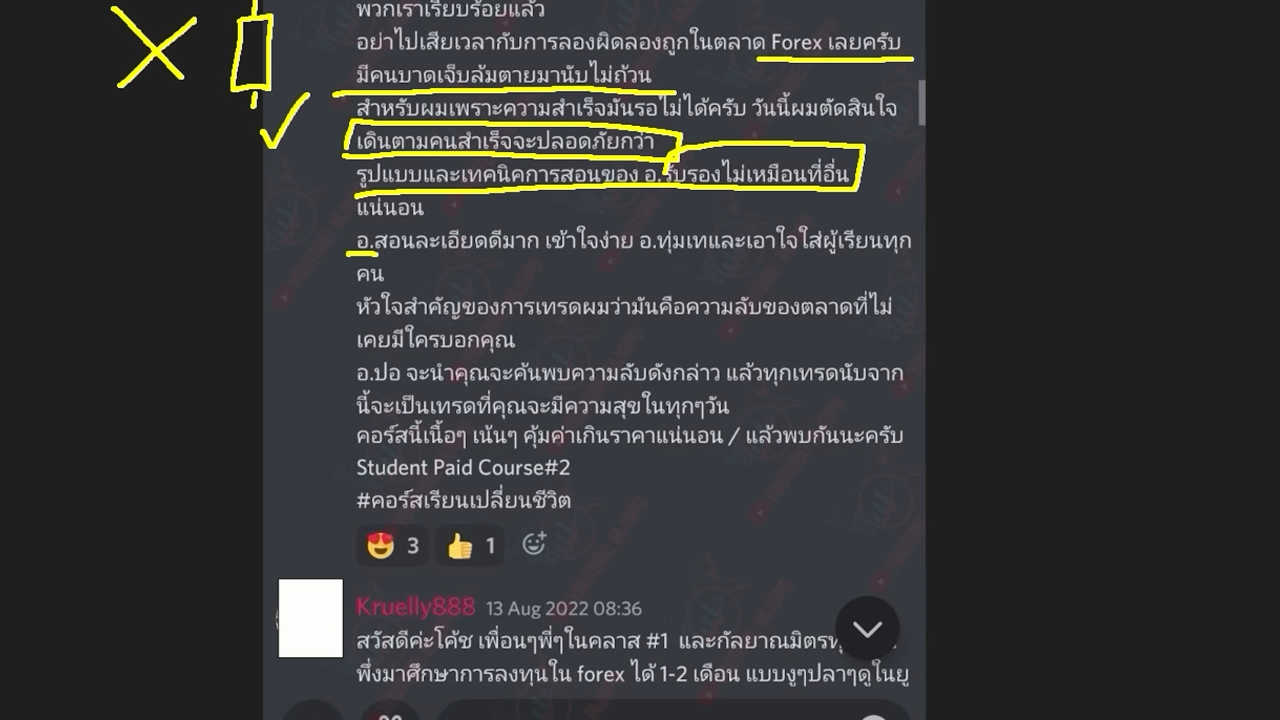 พวกเราเรียบร้อยแล้ว
อย่าไปเสียเวลากับการลองผิดลองถูกในตลาด Forex เลยครับ
มีคนบาดเจ็บล้มตายมานับไม่ถ้วน
สำหรับผมเพราะความสำเร็จมันรอไม่ได้ครับ วันนี้ผมตัดสินใจ
เดินตามคนสำเร็จจะปลอดภัยกว่า
รูปแบบและเทคนิคการสอนของ อ.รับรองไม่เหมือนที่อื่น
แน่นอน
อ.สอนละเอียดดีมาก เข้าใจง่าย อ.ทุ่มเทและเอาใจใส่ผู้เรียนทุก
คน
หัวใจสำคัญของการเทรดผมว่ามันคือความลับของตลาดที่ไม่
เคยมีใครบอกคุณ
อ.ปอ จะนำคุณจะค้นพบความลับดังกล่าว แล้วทุกเทรดนับจาก
นี้จะเป็นเทรดที่คุณจะมีความสุขในทุกๆวัน
คอร์สนี้เนื้อๆ เน้นๆ คุ้มค่าเกินราคาแน่นอน / แล้วพบกันนะครับ
Student Paid Course#2
#คอร์สเรียนเปลี่ยนชีวิต
3 1
Kruelly888 13 Aug 2022 08:36
สวัสดีค่ะโค้ช เพื่อนๆพี่ๆในคลาส #1 และกัลยาณมิตร
พึ่งมาศึกษาการลงทุนใน forex ได้ 1-2 เดือน แบบงูๆปลาๆดูในยู